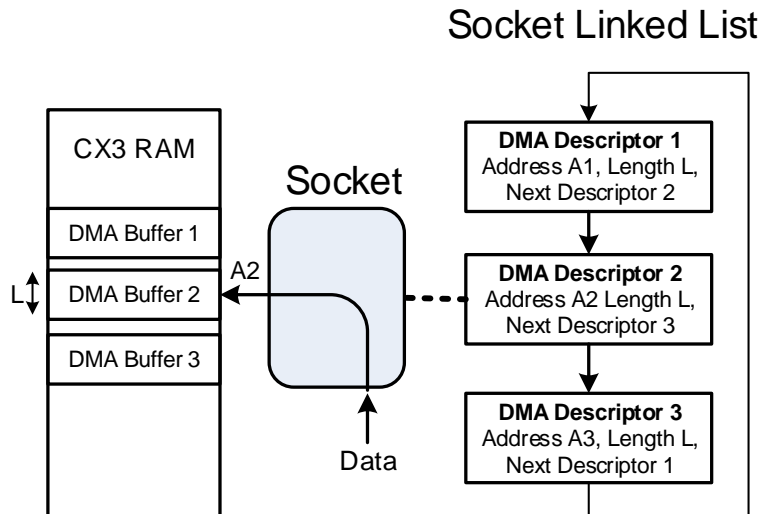 Socket Linked List
CX3 RAM
DMA Buffer 1
L
DMA Buffer 2
DMA Buffer 3
Socket
A2
Data
DMA Descriptor 1
Address A1, Length L,
Next Descriptor 2
DMA Descriptor 2
Address A2 Length L,
Next Descriptor 3
DMA Descriptor 3
Address A3, Length L,
Next Descriptor 1